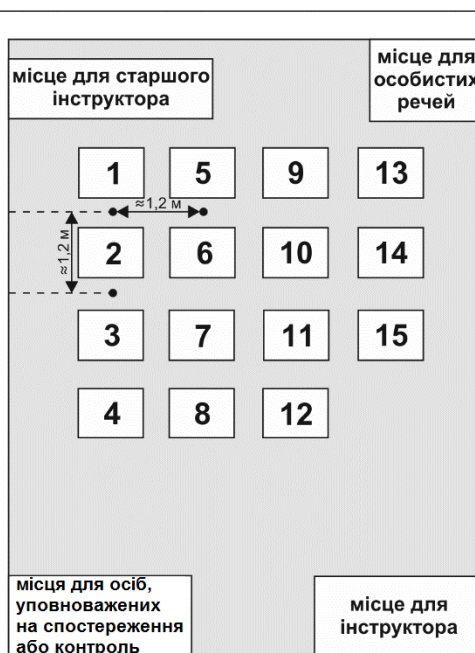 місце для старшого
інструктора
місце для
особистих
речей
1 5 9 13
≈1,2 м
≈1,2 м
2 6 10 14
3 7 11 15
4 8 12
місця для осіб,
уповноважених
на спостереження
або контроль
місце для
інструктора